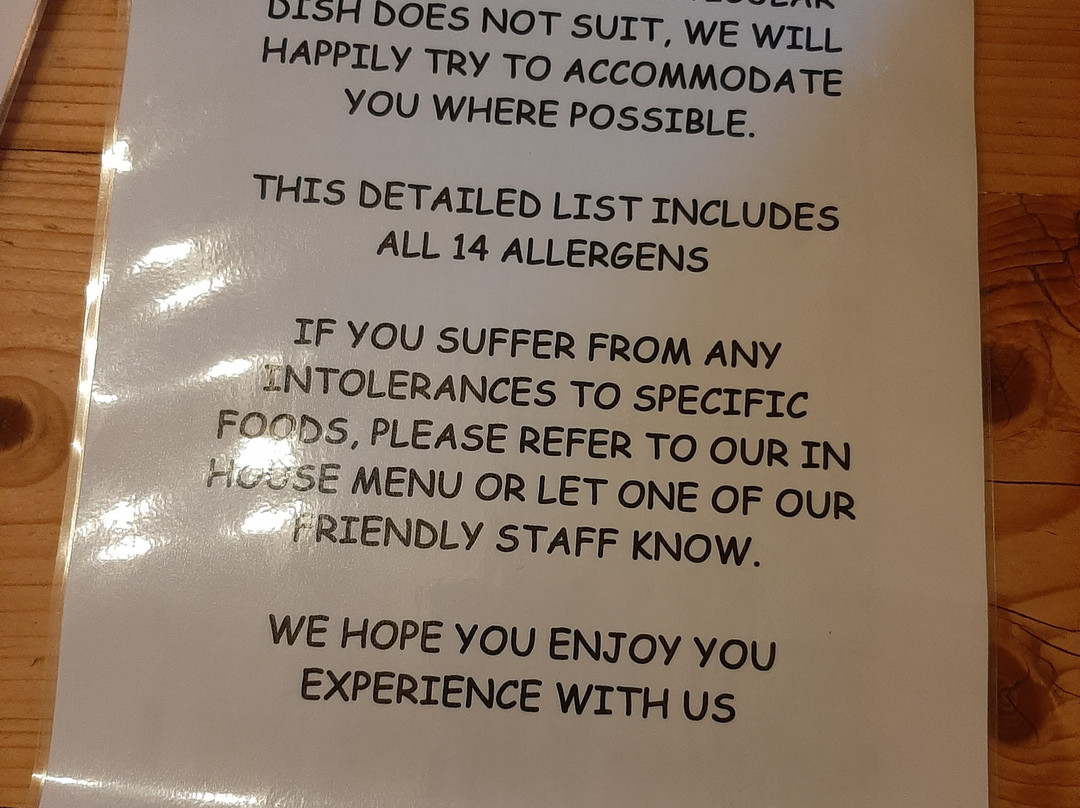 DISH DOES NOT SUIT, WE WILL
HAPPILY TRY TO ACCOMMODATE
YOU WHERE POSSIBLE.
THIS DETAILED LIST INCLUDES
ALL 14 ALLERGENS
IF YOU SUFFER FROM ANY
INTOLERANCES TO SPECIFIC
FOODS, PLEASE REFER TO OUR IN
HOUSE MENU OR LET ONE OF OUR
FRIENDLY STAFF KNOW.
WE HOPE YOU ENJOY YOU
EXPERIENCE WITH US